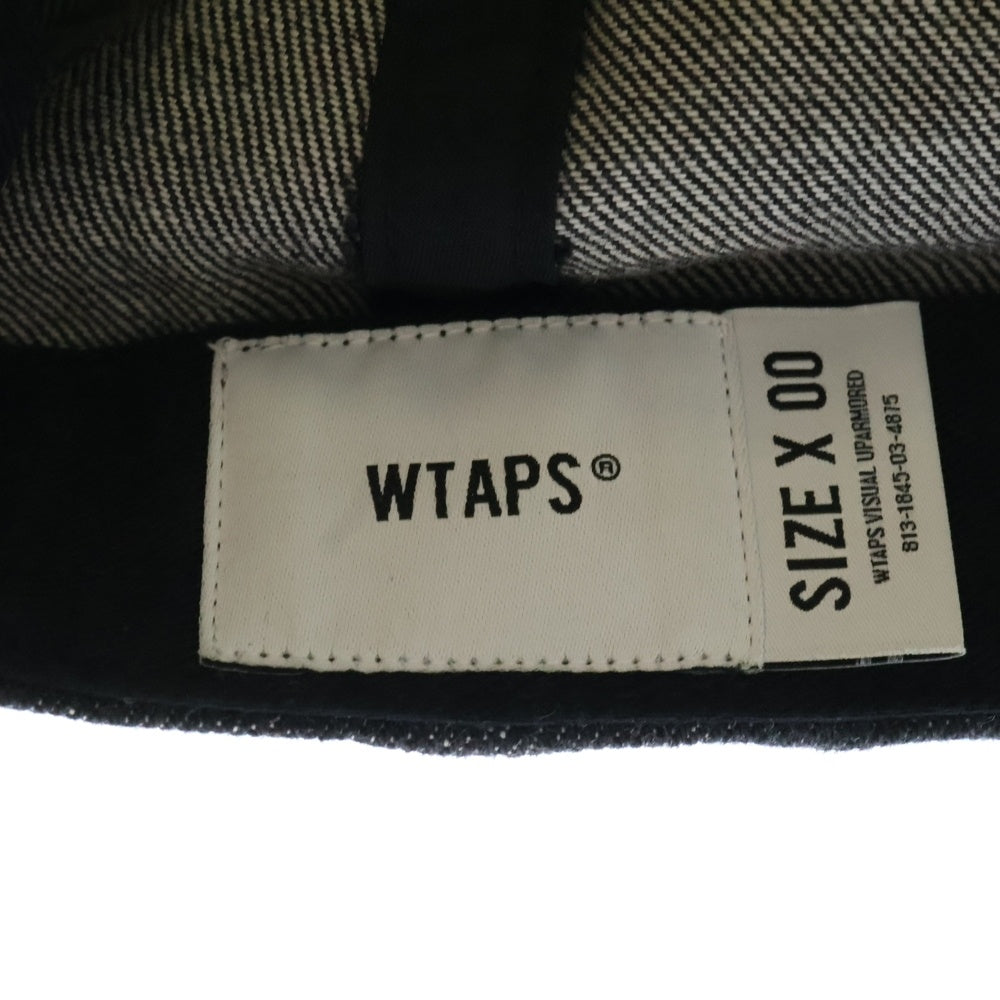 WTAPS®
SIZE X 00
WTAPS VISUAL UPARMORED
813-1845-03-4875